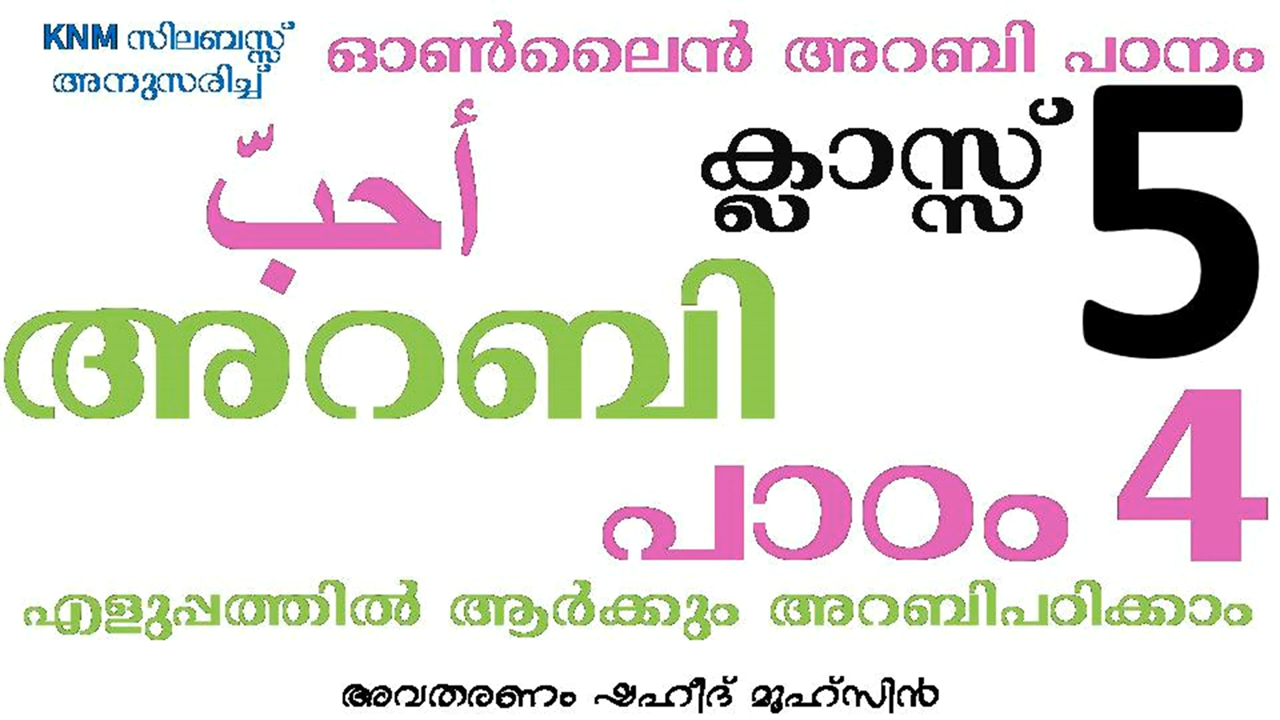 KNM സിലബസ്സ്
അനുസരിച്ച്
ഓൺലൈൻ അറബി പഠനം
ക്ലാസ്സ് 5
أحبّ
അറബി
പാഠം 4
എളുപ്പത്തിൽ ആർക്കും അറബിപഠിക്കാം
അവതരണം ഷഹീദ് മുഹ്സിൻ